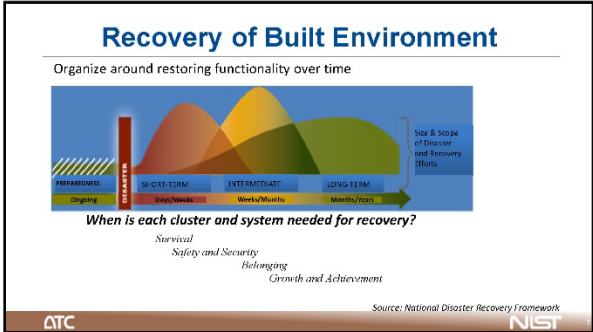 Recovery of Built Environment
Organize around restoring functionality over time
Size & Scope
of Disaster
and Recovery
Efforts
DISASTER
PREPAREDNESS
SHORT-TERM
INTERMEDIATE
LONG-TERM
Ongoing
Days/Weeks
Weeks/Months
Months/Years
When is each cluster and system needed for recovery?
Survival
Safety and Security
Belonging
Growth and Achievement
Source: National Disaster Recovery Framework
ATC
NIST